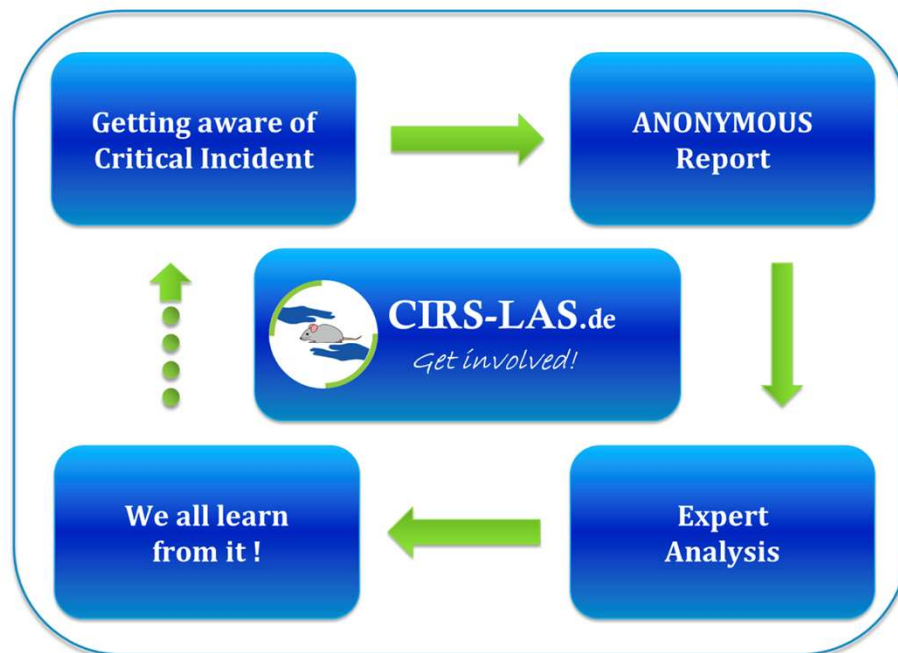 Getting aware of
Critical Incident
ANONYMOUS
Report
CIRS-LAS.de
Get involved!
We all learn
from it !
Expert
Analysis